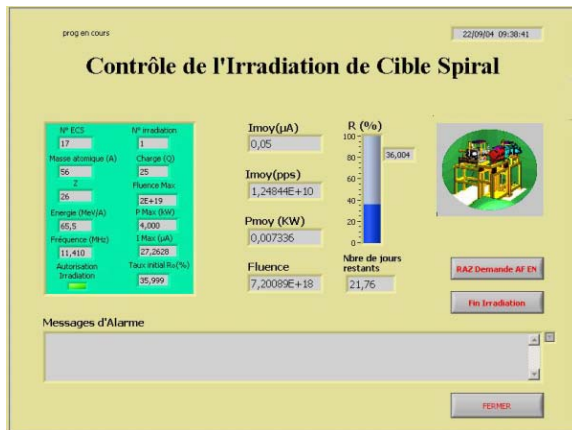 prog en cours
22/09/04 09:38:41
Contrôle de l'Irradiation de Cible Spiral
N° ECS
17
N° irradiation
1
Masse atomique (A)
56
Charge (Q)
25
Z
26
Fluence Max
2E+19
Energie (MeV/A)
65,5
P Max (kW)
4,000
Fréquence (MHz)
11,410
I Max (µA)
27,2628
Autorisation
Irradiation
Taux initial Ro(%)
35,999
Imoy(µA)
0,05
Imoy(pps)
1,24844E+10
Pmoy (KW)
0,007336
Fluence
7,20089E+18
R (%)
100
80
60
40
20
0
36,004
Nbre de jours
restants
21,76
RAZ Demande AF EN
Fin Irradiation
Messages d'Alarme
FERMER